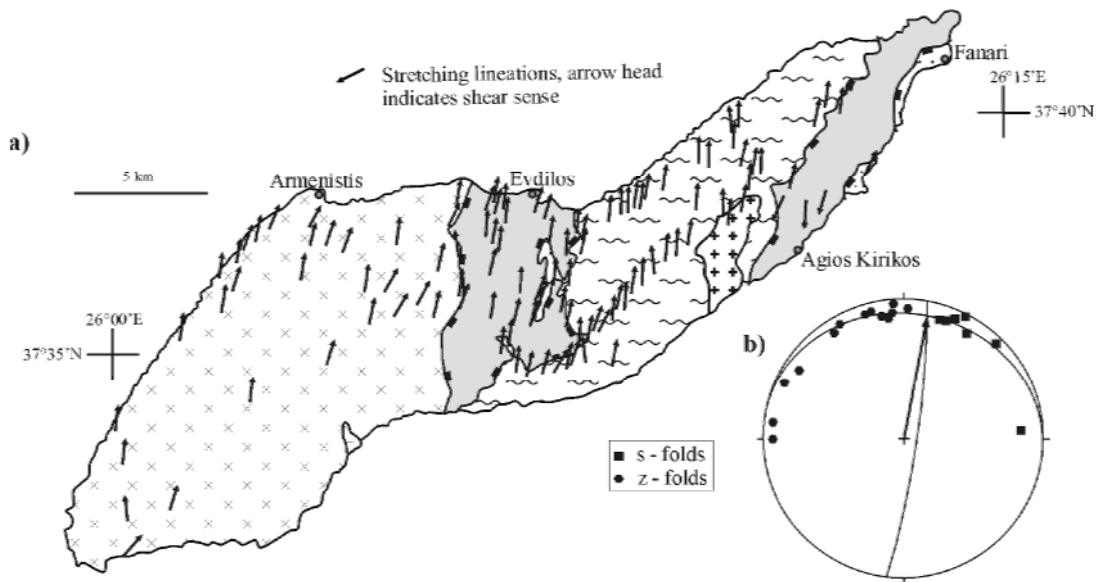 a)
Stretching lineations, arrow head
indicates shear sense
Fanari
26°15'E
37°40'N
5 km
Armenistis
Evdilos
Agios Kirikos
26°00'E
37°35'N
b)
s - folds
z - folds